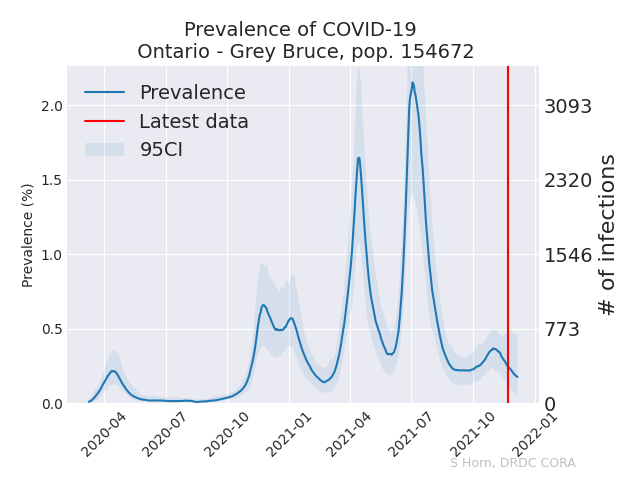 Prevalence of COVID-19
Ontario - Grey Bruce, pop. 154672
Prevalence
Latest data
95CI
Prevalence (%)
2.0
1.5
1.0
0.5
0.0
3093
2320
1546
773
0
# of infections
2020-04
2020-07
2020-10
2021-01
2021-04
2021-07
2021-10
2022-01
S Horn, DRDC CORA